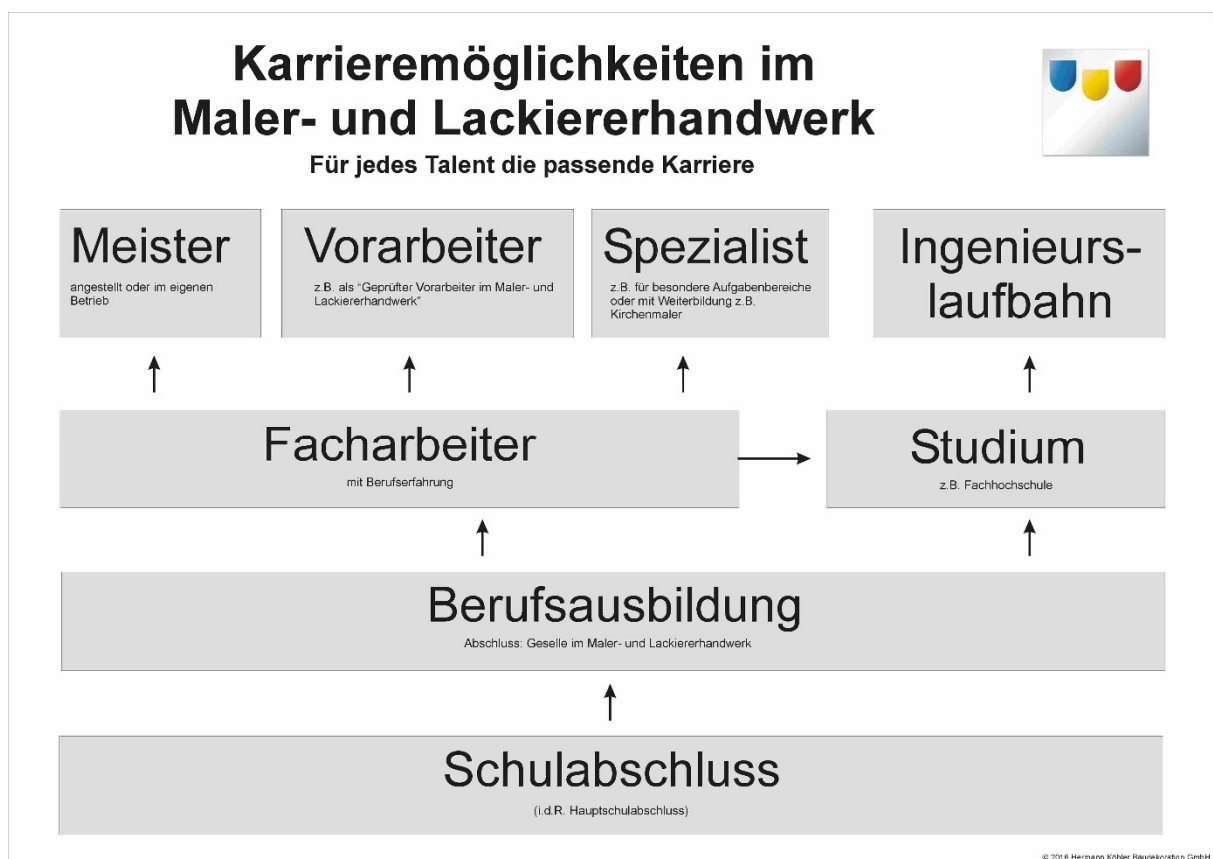 Karrieremöglichkeiten im
Maler- und Lackiererhandwerk
Für jedes Talent die passende Karriere
Meister
angestellt oder im eigenen
Betrieb
Vorarbeiter
z.B. als "Geprüfter Vorarbeiter im Maler- und
Lackiererhandwerk"
Spezialist
z.B. für besondere Aufgabenbereiche
oder mit Weiterbildung z.B.
Kirchenmaler
Ingenieurs-
laufbahn
Facharbeiter
mit Berufserfahrung
Studium
z.B. Fachhochschule
Berufsausbildung
Abschluss: Geselle im Maler- und Lackiererhandwerk
Schulabschluss
(i.d.R. Hauptschulabschluss)
© 2016 Hermann Köhler Baudekoration GmbH